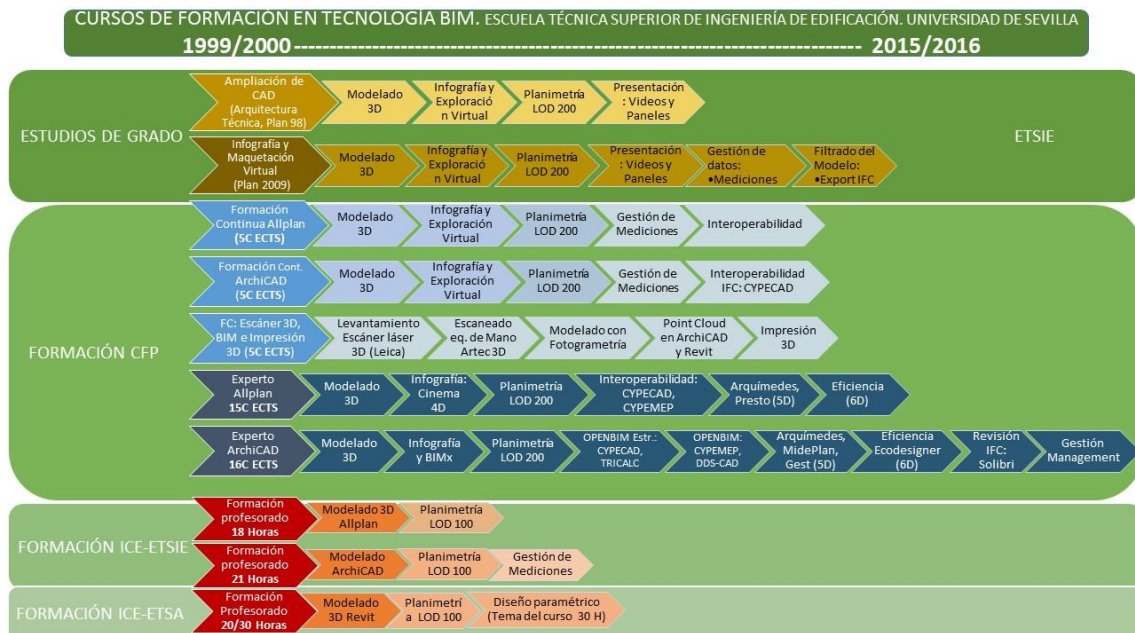 CURSOS DE FORMACIÓN EN TECNOLOGÍA BIM. ESCUELA TÉCNICA SUPERIOR DE INGENIERÍA DE EDIFICACIÓN. UNIVERSIDAD DE SEVILLA
1999/2000 ---------------------------------------------------------------------------------- 2015/2016
ESTUDIOS DE GRADO
ETSIE
Ampliación de
CAD
(Arquitectura
Técnica, Plan 98)
Modelado
3D
Infografía y
Exploració
n Virtual
Planimetría
LOD 200
Presentación
: Videos y
Paneles
Infografía y
Maquetación
Virtual
(Plan 2009)
Modelado
3D
Infografía y
Exploració
n Virtual
Planimetría
LOD 200
Presentación
: Videos y
Paneles
Gestión de
datos:
•Mediciones
Filtrado del
Modelo:
•Export IFC
FORMACIÓN CFP
Formación
Continua Allplan
(5C ECTS)
Modelado
3D
Infografía y
Exploración
Virtual
Planimetría
LOD 200
Gestión de
Mediciones
Interoperabilidad
Formación Cont.
ArchiCAD
(5C ECTS)
Modelado
3D
Infografía y
Exploración
Virtual
Planimetría
LOD 200
Gestión de
Mediciones
Interoperabilidad
IFC: CYPECAD
FC: Escáner 3D,
BIM e Impresión
3D (5C ECTS)
Levantamiento
Escáner láser
3D (Leica)
Escaneado
eq. de Mano
Artec 3D
Modelado con
Fotogrametría
Point Cloud
en ArchiCAD
y Revit
Impresión
3D
Experto
Allplan
15C ECTS
Modelado
3D
Infografía:
Cinema
4D
Planimetría
LOD 200
Interoperabilidad:
CYPECAD,
CYPEMEP
Arquímedes,
Presto (5D)
Eficiencia
(6D)
Experto
ArchiCAD
16C ECTS
Modelado
3D
Infografía
y BIMx
Planimetría
LOD 200
OPENBIM Estr.:
CYPECAD,
TRICALC
OPENBIM:
CYPEMEP,
DDS-CAD
Arquímedes,
MidePlan,
Gest (5D)
Eficiencia
Ecodesigner
(6D)
Revisión
IFC:
Solibri
Gestión
Management
FORMACIÓN ICE-ETSIE
Formación
profesorado
18 Horas
Modelado 3D
Allplan
Planimetría
LOD 100
Formación
profesorado
21 Horas
Modelado
ArchiCAD
Planimetría
LOD 100
Gestión de
Mediciones
FORMACIÓN ICE-ETSA
Formación
Profesorado
20/30 Horas
Modelado
3D Revit
Planimetrí
a LOD 100
Diseño paramétrico
(Tema del curso 30 H)